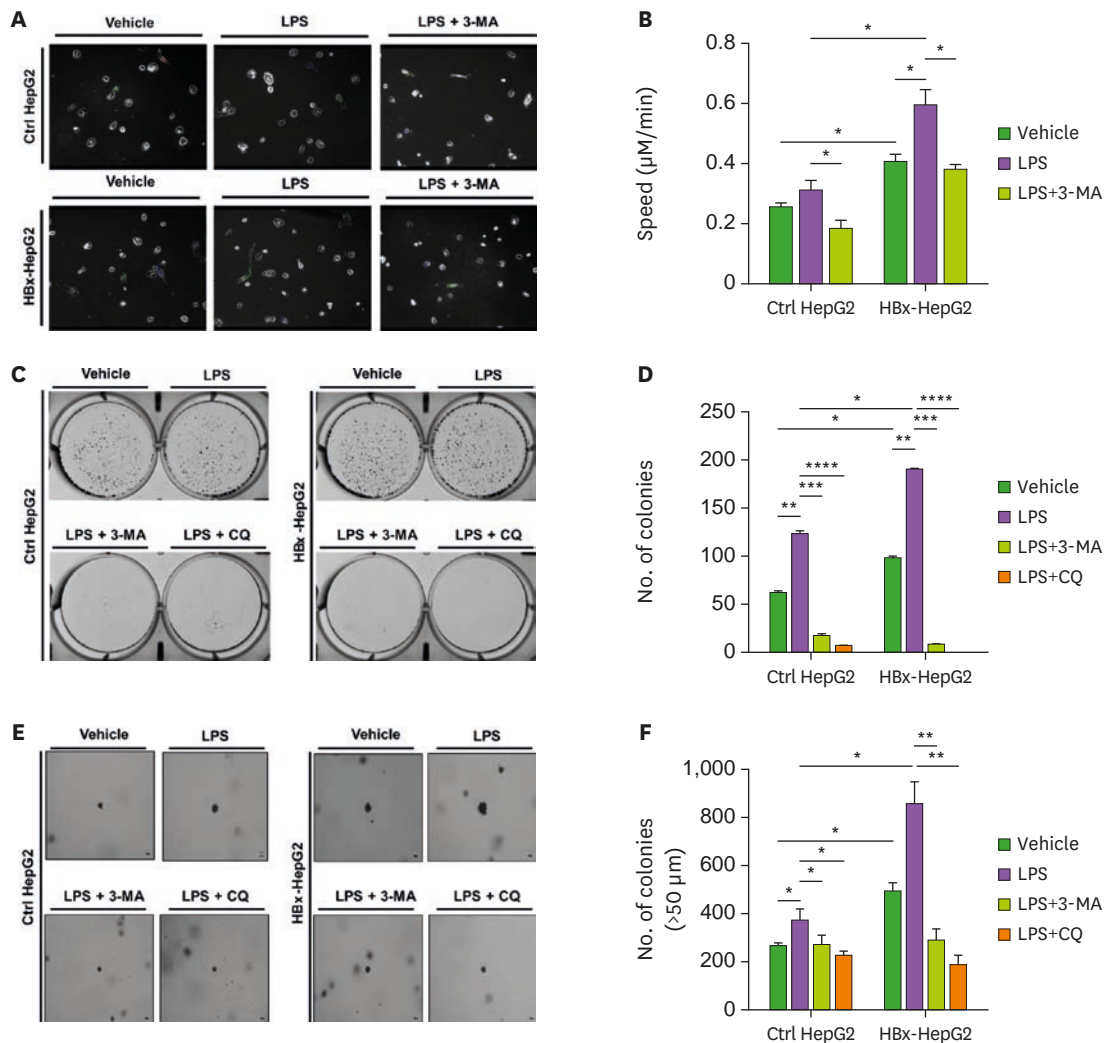 A
Vehicle LPS LPS + 3-MA
Ctrl HepG2
Vehicle LPS LPS + 3-MA
HBx-HepG2
B
Speed (µM/min)
0.8
0.6
0.4
0.2
0
* * * * *
Ctrl HepG2 HBx-HepG2
Vehicle
LPS
LPS+3-MA
C
Vehicle LPS
Ctrl HepG2
LPS + 3-MA LPS + CQ
Vehicle LPS
HBx -HepG2
LPS + 3-MA LPS + CQ
D
No. of colonies
250
200
150
100
50
0
* ****
* ***
**
****
***
**
Ctrl HepG2 HBx-HepG2
Vehicle
LPS
LPS+3-MA
LPS+CQ
E
Vehicle LPS
Ctrl HepG2
LPS + 3-MA LPS + CQ
Vehicle LPS
HBx -HepG2
LPS + 3-MA LPS + CQ
F
No. of colonies
(>50 µm)
1,000
800
600
400
200
0
**
* **
*
*
*
*
Ctrl HepG2 HBx-HepG2
Vehicle
LPS
LPS+3-MA
LPS+CQ